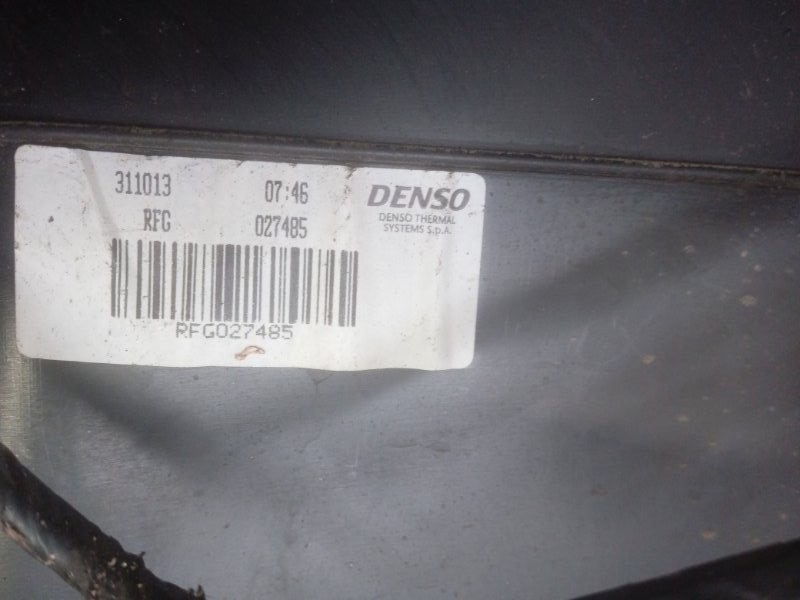 311013 07:46
RFG 027485
RFG027485
DENSO
DENSO THERMAL
SYSTEMS S.p.A.